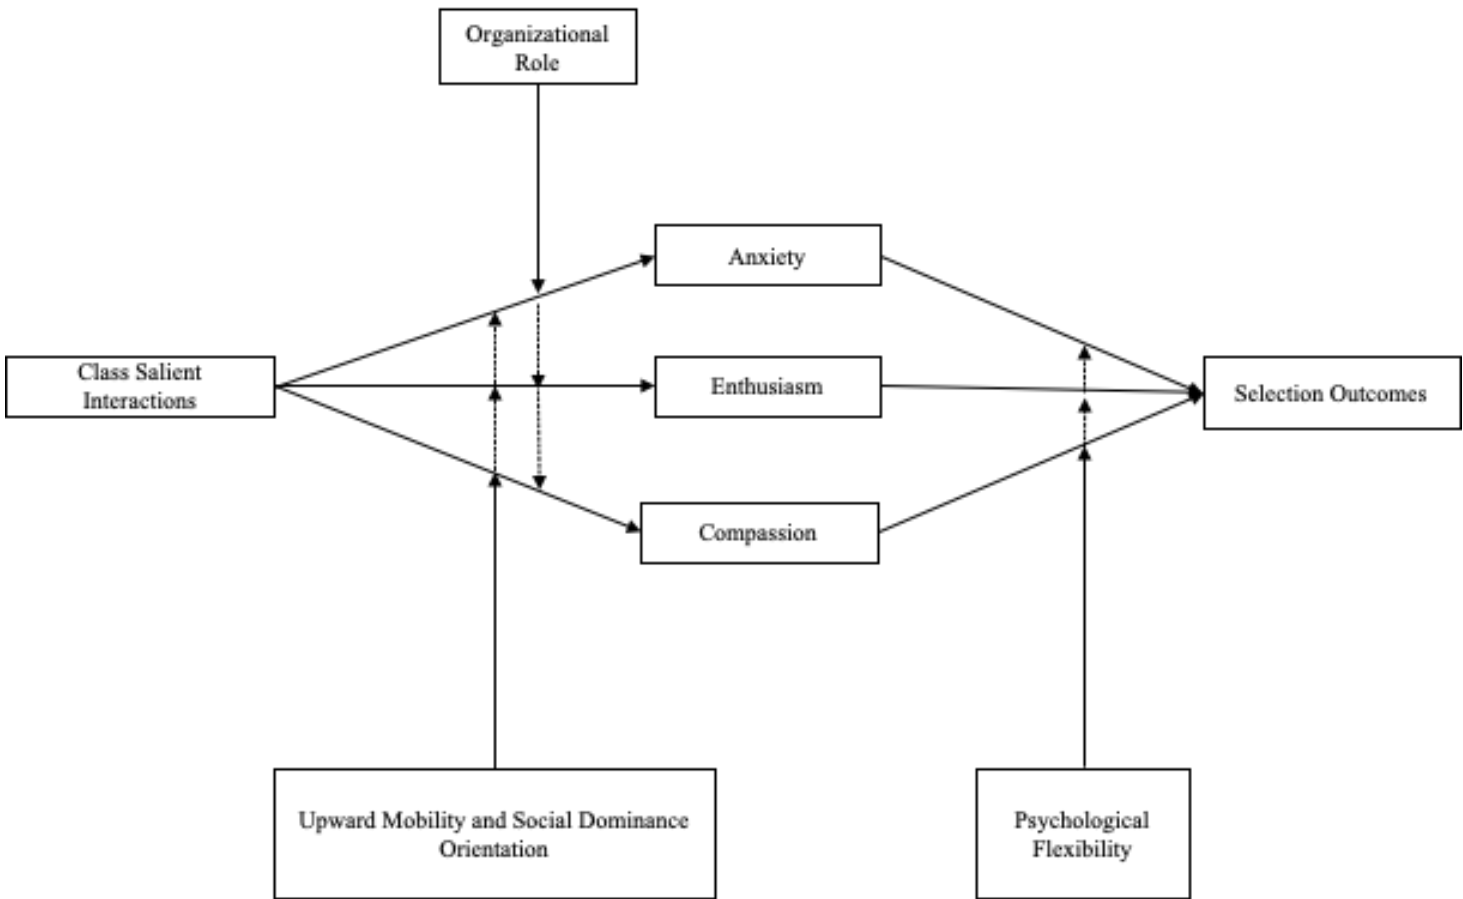 Organizational
Role
Anxiety
Class Salient
Interactions
Enthusiasm
Selection Outcomes
Compassion
Upward Mobility and Social Dominance
Orientation
Psychological
Flexibility